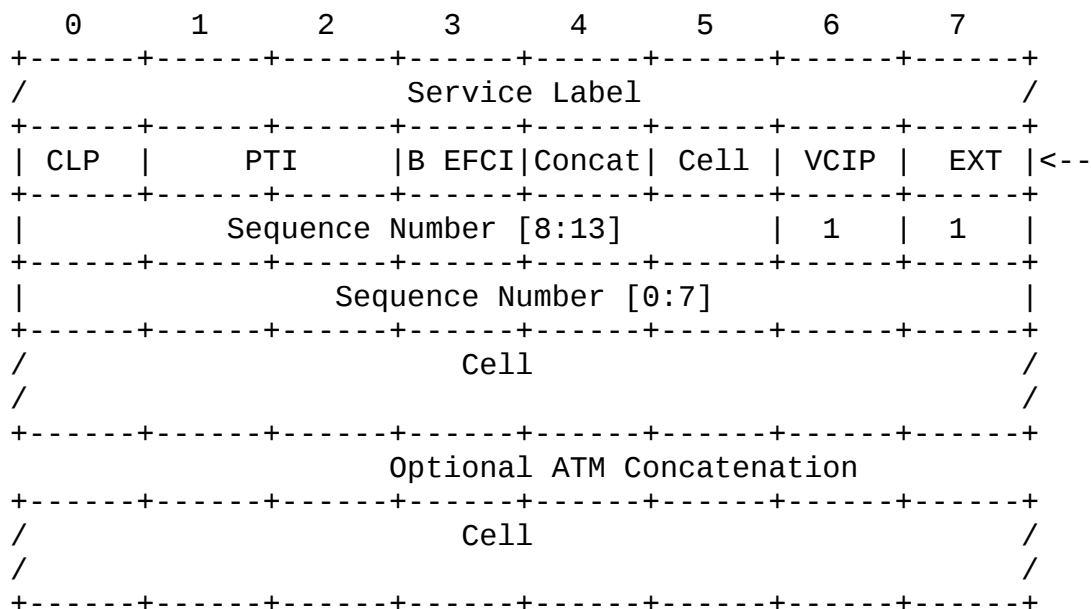 0      1      2      3      4      5      6      7
+------+------+------+------+------+------+------+------+
/                     Service Label                     /
+------+------+------+------+------+------+------+------+
| CLP  |     PTI     |B EFCI|Concat| Cell | VCIP |  EXT |<--
+------+------+------+------+------+------+------+------+
|           Sequence Number [8:13]        |  1   |  1   |
+------+------+------+------+------+------+------+------+
|                 Sequence Number [0:7]                 |
+------+------+------+------+------+------+------+------+
/                        Cell                           /
/                                                       /
+------+------+------+------+------+------+------+------+
                    Optional ATM Concatenation
+------+------+------+------+------+------+------+------+
/                        Cell                           /
/                                                       /
+------+------+------+------+------+------+------+------+